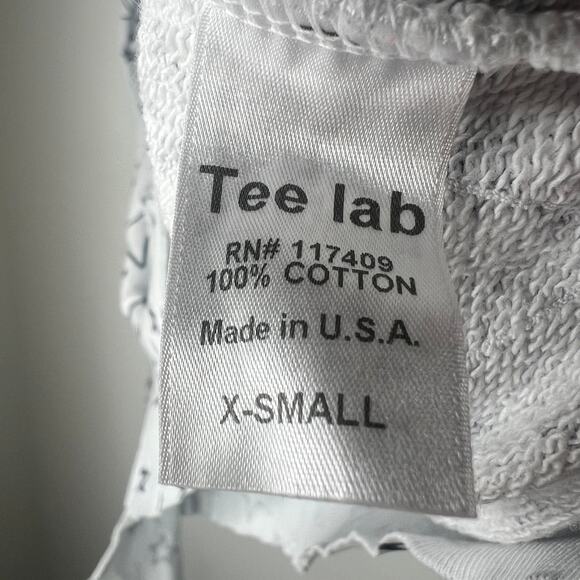 Tee lab
RN# 117409
100% COTTON
Made in U.S.A.
X-SMALL